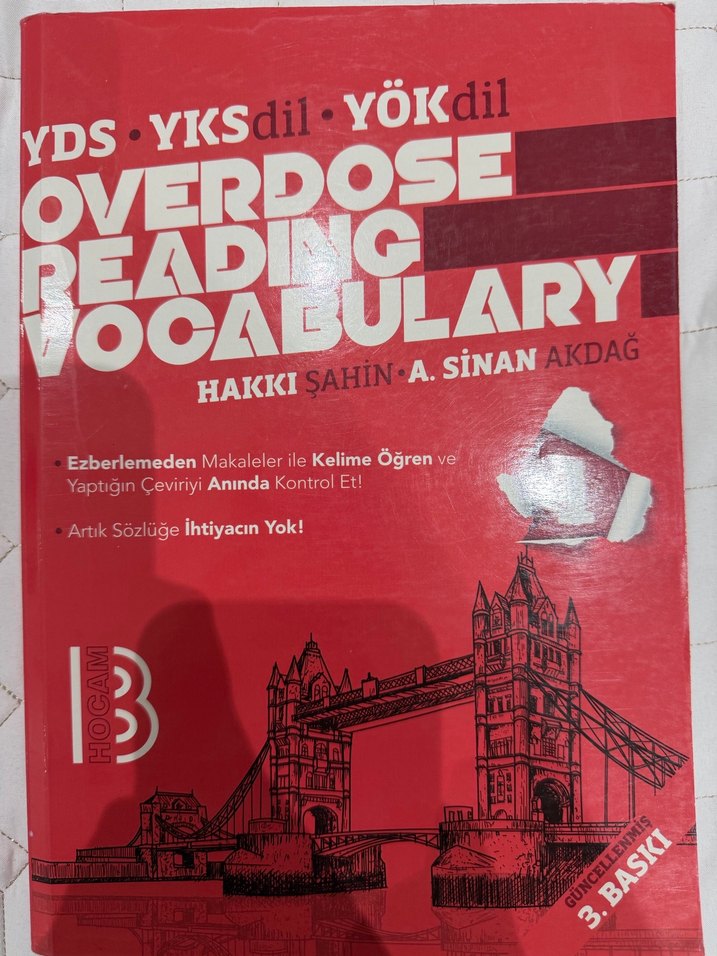 YDS • YKSdil • YÖKdil
OVERDOSE
READING
VOCABULARY
HAKKI ŞAHİN • A. SİNAN AKDAĞ
• Ezberlemeden Makaleler ile Kelime Öğren ve
Yaptığın Çeviriyi Anında Kontrol Et!
• Artık Sözlüğe İhtiyacın Yok!
B
HOCAM
GÜNCELLENMİŞ
3. BASKI